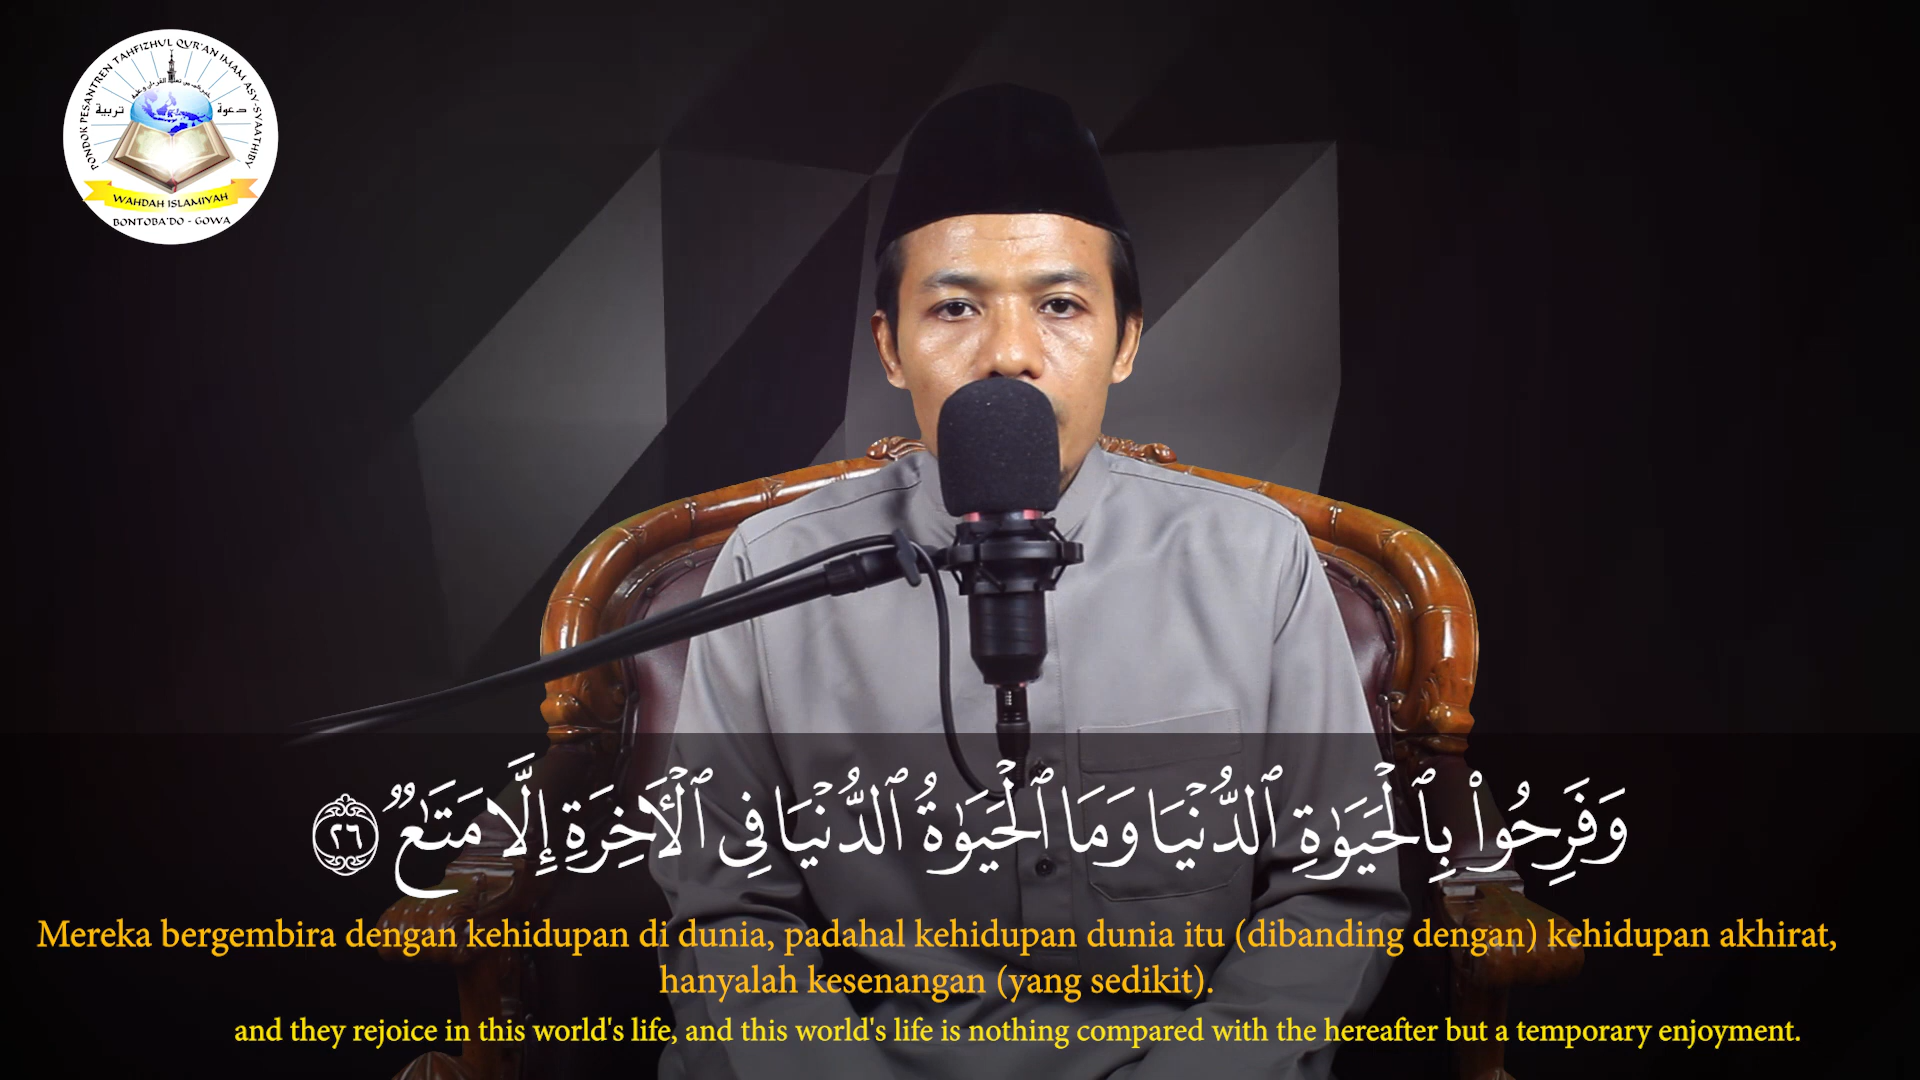 PONDOK PESANTREN TAHFIZHUL QUR'AN IMAM ASY-SYAATHIBY
تربية
دعوة
WAHDAH ISLAMIYAH
BONTOBA'DO - GOWA
وَفَرِحُوا۟ بِٱلْحَيَوٰةِ ٱلدُّنْيَا وَمَا ٱلْحَيَوٰةُ ٱلدُّنْيَا فِى ٱلْـَٔاخِرَةِ إِلَّا مَتَـٰعٌ ٢٦
Mereka bergembira dengan kehidupan di dunia, padahal kehidupan dunia itu (dibanding dengan) kehidupan akhirat,
hanyalah kesenangan (yang sedikit).
and they rejoice in this world's life, and this world's life is nothing compared with the hereafter but a temporary enjoyment.